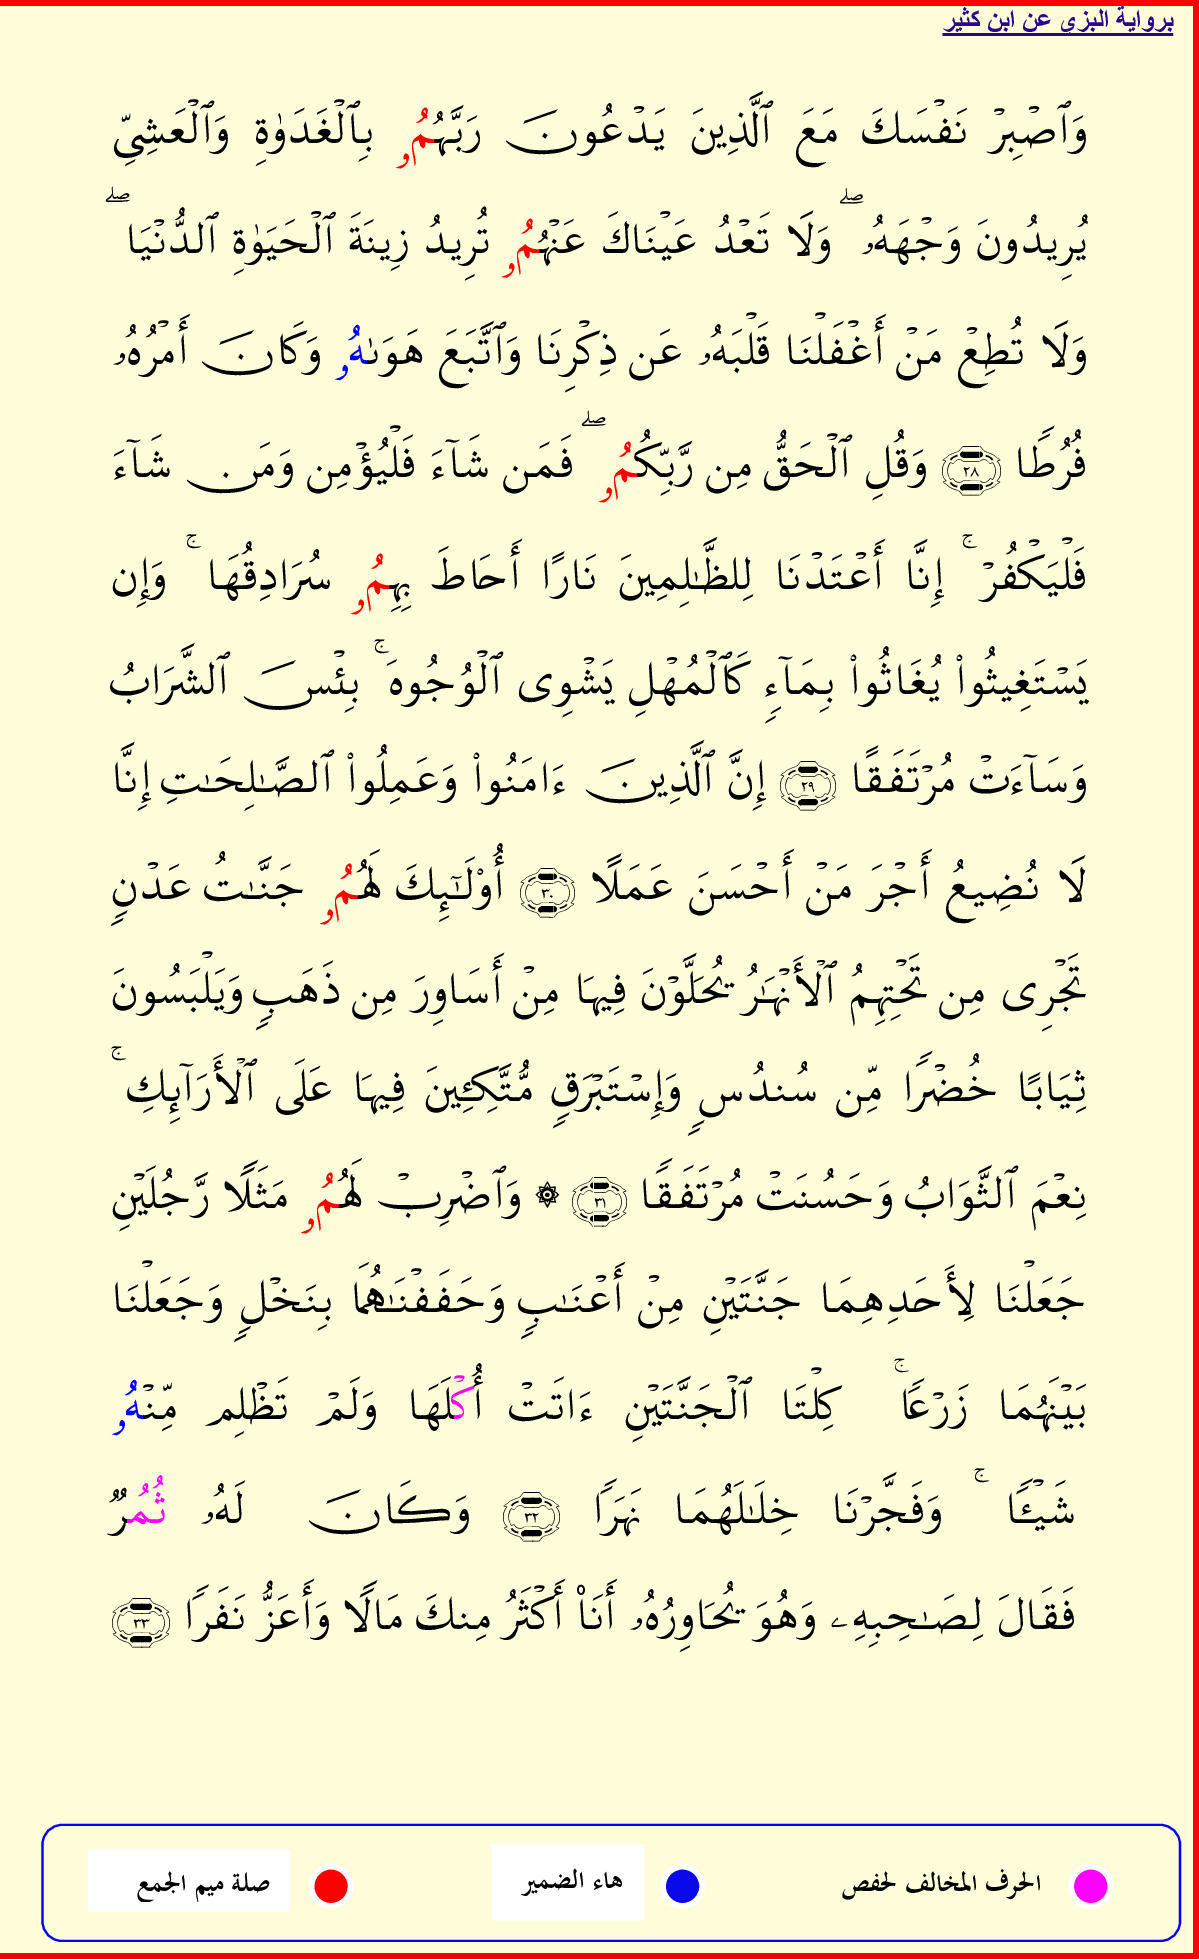 برواية البزى عن ابن كثير
وَٱصۡبِرۡ نَفۡسَكَ مَعَ ٱلَّذِينَ يَدۡعُونَ رَبَّهُمُۥ بِٱلۡغَدَوٰةِ وَٱلۡعَشِيِّ
يُرِيدُونَ وَجۡهَهُۥۖ وَلَا تَعۡدُ عَيۡنَاكَ عَنۡهُمُۥ تُرِيدُ زِينَةَ ٱلۡحَيَوٰةِ ٱلدُّنۡيَاۖ
وَلَا تُطِعۡ مَنۡ أَغۡفَلۡنَا قَلۡبَهُۥ عَن ذِكۡرِنَا وَٱتَّبَعَ هَوَىٰهُۥ وَكَانَ أَمۡرُهُۥ
فُرُطٗا ٢٨ وَقُلِ ٱلۡحَقُّ مِن رَّبِّكُمُۥۖ فَمَن شَآءَ فَلۡيُؤۡمِن وَمَن شَآءَ
فَلۡيَكۡفُرۡۚ إِنَّا أَعۡتَدۡنَا لِلظَّٰلِمِينَ نَارًا أَحَاطَ بِهِمُۥ سُرَادِقُهَاۚ وَإِن
يَسۡتَغِيثُواْ يُغَاثُواْ بِمَآءٖ كَٱلۡمُهۡلِ يَشۡوِى ٱلۡوُجُوهَۚ بِئۡسَ ٱلشَّرَابُ
وَسَآءَتۡ مُرۡتَفَقًا ٢٩ إِنَّ ٱلَّذِينَ ءَامَنُواْ وَعَمِلُواْ ٱلصَّٰلِحَٰتِ إِنَّا
لَا نُضِيعُ أَجۡرَ مَنۡ أَحۡسَنَ عَمَلًا ٣٠ أُوْلَٰٓئِكَ لَهُمُۥ جَنَّٰتُ عَدۡنٖ
تَجۡرِى مِن تَحۡتِهِمُ ٱلۡأَنۡهَٰرُ يُحَلَّوۡنَ فِيهَا مِنۡ أَسَاوِرَ مِن ذَهَبٖ وَيَلۡبَسُونَ
ثِيَابًا خُضۡرٗا مِّن سُندُسٖ وَإِسۡتَبۡرَقٖ مُّتَّكِـِٔينَ فِيهَا عَلَى ٱلۡأَرَآئِكِۚ
نِعۡمَ ٱلثَّوَابُ وَحَسُنَتۡ مُرۡتَفَقٗا ٣١ ۞ وَٱضۡرِبۡ لَهُمُۥ مَثَلٗا رَّجُلَيۡنِ
جَعَلۡنَا لِأَحَدِهِمَا جَنَّتَيۡنِ مِنۡ أَعۡنَٰبٖ وَحَفَفۡنَٰهُمَا بِنَخۡلٖ وَجَعَلۡنَا
بَيۡنَهُمَا زَرۡعٗاۚ كِلۡتَا ٱلۡجَنَّتَيۡنِ ءَاتَتۡ أُكۡلَهَا وَلَمۡ تَظۡلِم مِّنۡهُۥ
شَيۡـٔٗاۚ وَفَجَّرۡنَا خِلَٰلَهُمَا نَهَرٗا ٣٢ وَكَانَ لَهُۥ ثُمُرٞ
فَقَالَ لِصَٰحِبِهِۦ وَهُوَ يُحَاوِرُهُۥ أَنَا۠ أَكۡثَرُ مِنكَ مَالٗا وَأَعَزُّ نَفَرٗا ٣٣
الحرف المخالف لحفص هاء الضمير صلة ميم الجمع